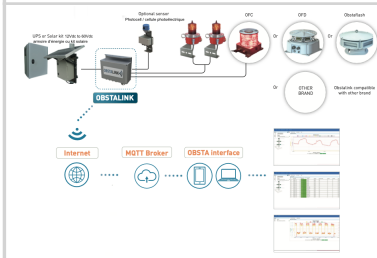 Optional sensor
Photocell / cellule photoélectrique
OFC
OFD
Obstaflash
UPS or Solar kit 12Vdc to 66Vdc
armoire d'énergie ou kit solaire
Or
Or
OBSTALINK
Or
OTHER
BRAND
Obstalink compatible
with other brand
Internet
MQTT Broker
OBSTA interface